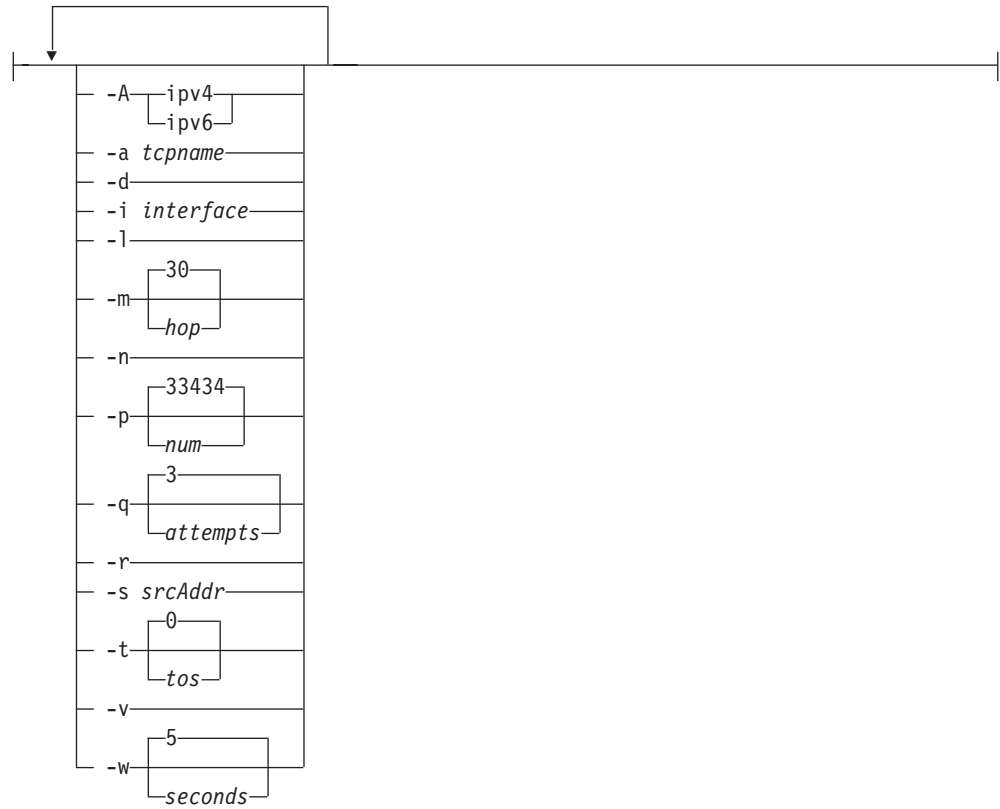 -A ipv4
ipv6
-a tcpname
-d
-i interface
-l
30
-m
hop
-n
33434
-p
num
3
-q
attempts
-r
-s srcAddr
0
-t
tos
-v
5
-w
seconds